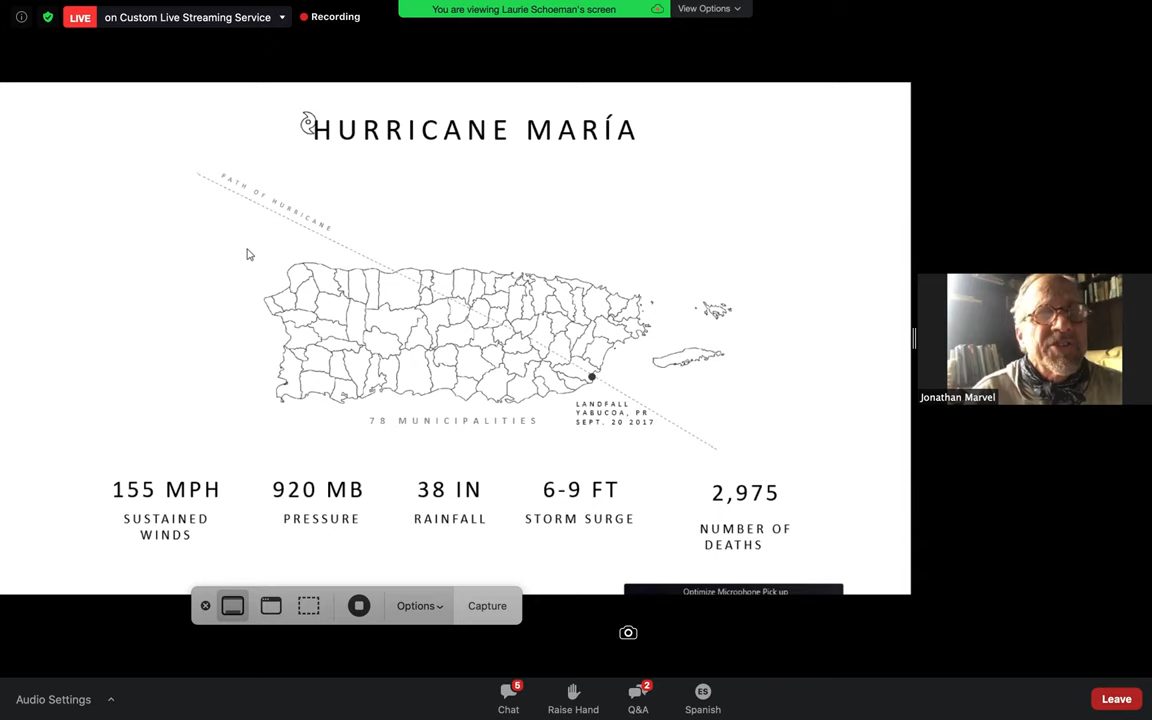 LIVE on Custom Live Streaming Service
Recording
You are viewing Laurie Schoeman's screen
View Options
HURRICANE MARÍA
PATH OF HURRICANE
LANDFALL
YABUCOA, PR
SEPT. 20 2017
78 MUNICIPALITIES
155 MPH
SUSTAINED
WINDS
920 MB
PRESSURE
38 IN
RAINFALL
6-9 FT
STORM SURGE
2,975
NUMBER OF
DEATHS
Jonathan Marvel
Optimize Microphone Pick up
Options
Capture
Audio Settings
5
Chat
Raise Hand
2
Q&A
ES
Spanish
Leave